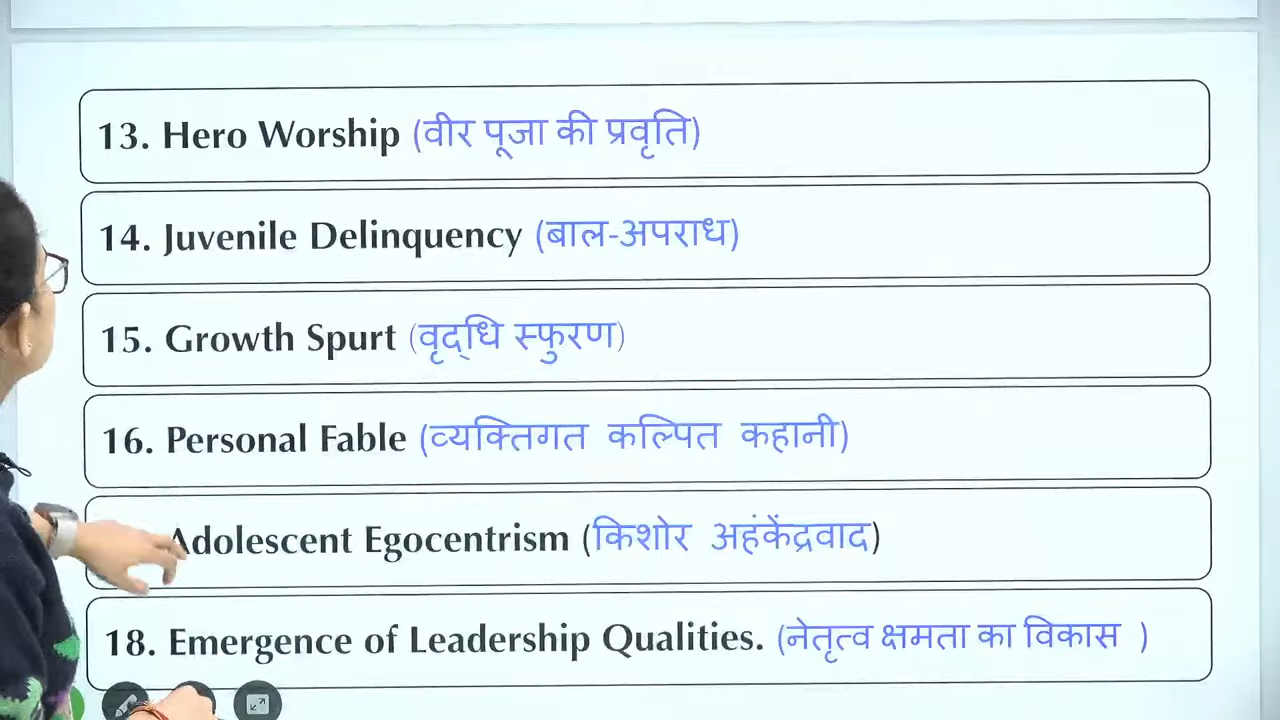 13. Hero Worship (वीर पूजा की प्रवृति)
14. Juvenile Delinquency (बाल-अपराध)
15. Growth Spurt (वृद्धि स्फुरण)
16. Personal Fable (व्यक्तिगत कल्पित कहानी)
Adolescent Egocentrism (किशोर अहंकेंद्रवाद)
18. Emergence of Leadership Qualities. (नेतृत्व क्षमता का विकास )